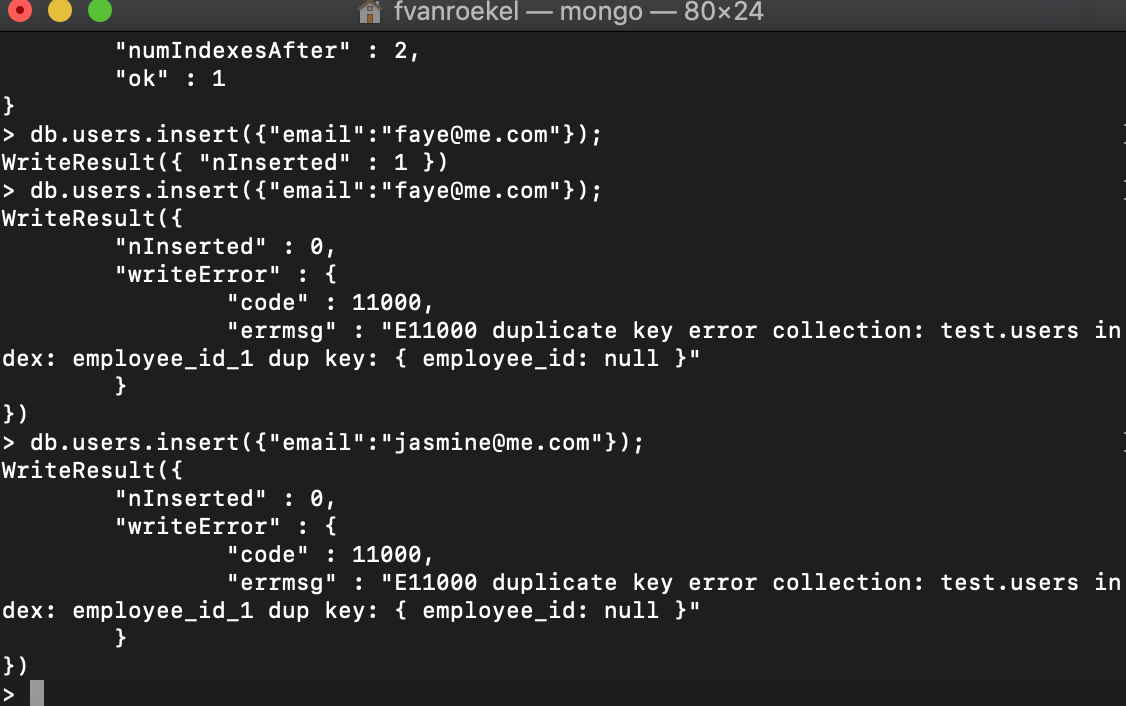 fvanroekel — mongo — 80×24
"numIndexesAfter" : 2,
"ok" : 1
}
> db.users.insert({"email":"faye@me.com"});
WriteResult({ "nInserted" : 1 })
> db.users.insert({"email":"faye@me.com"});
WriteResult({
"nInserted" : 0,
"writeError" : {
"code" : 11000,
"errmsg" : "E11000 duplicate key error collection: test.users in
dex: employee_id_1 dup key: { employee_id: null }"
}
})
> db.users.insert({"email":"jasmine@me.com"});
WriteResult({
"nInserted" : 0,
"writeError" : {
"code" : 11000,
"errmsg" : "E11000 duplicate key error collection: test.users in
dex: employee_id_1 dup key: { employee_id: null }"
}
})
>